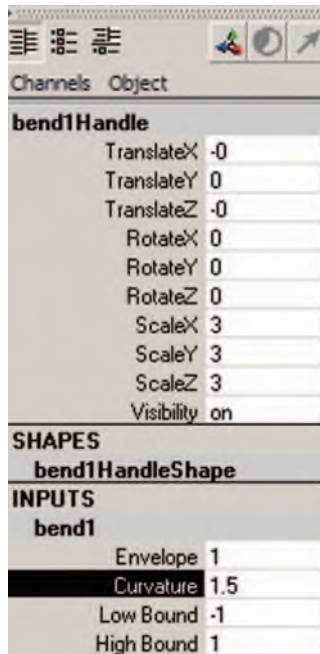 Channels Object
bend1Handle
TranslateX -0
TranslateY 0
TranslateZ -0
RotateX 0
RotateY 0
RotateZ 0
ScaleX 3
ScaleY 3
ScaleZ 3
Visibility on
SHAPES
bend1HandleShape
INPUTS
bend1
Envelope 1
Curvature 1.5
Low Bound -1
High Bound 1